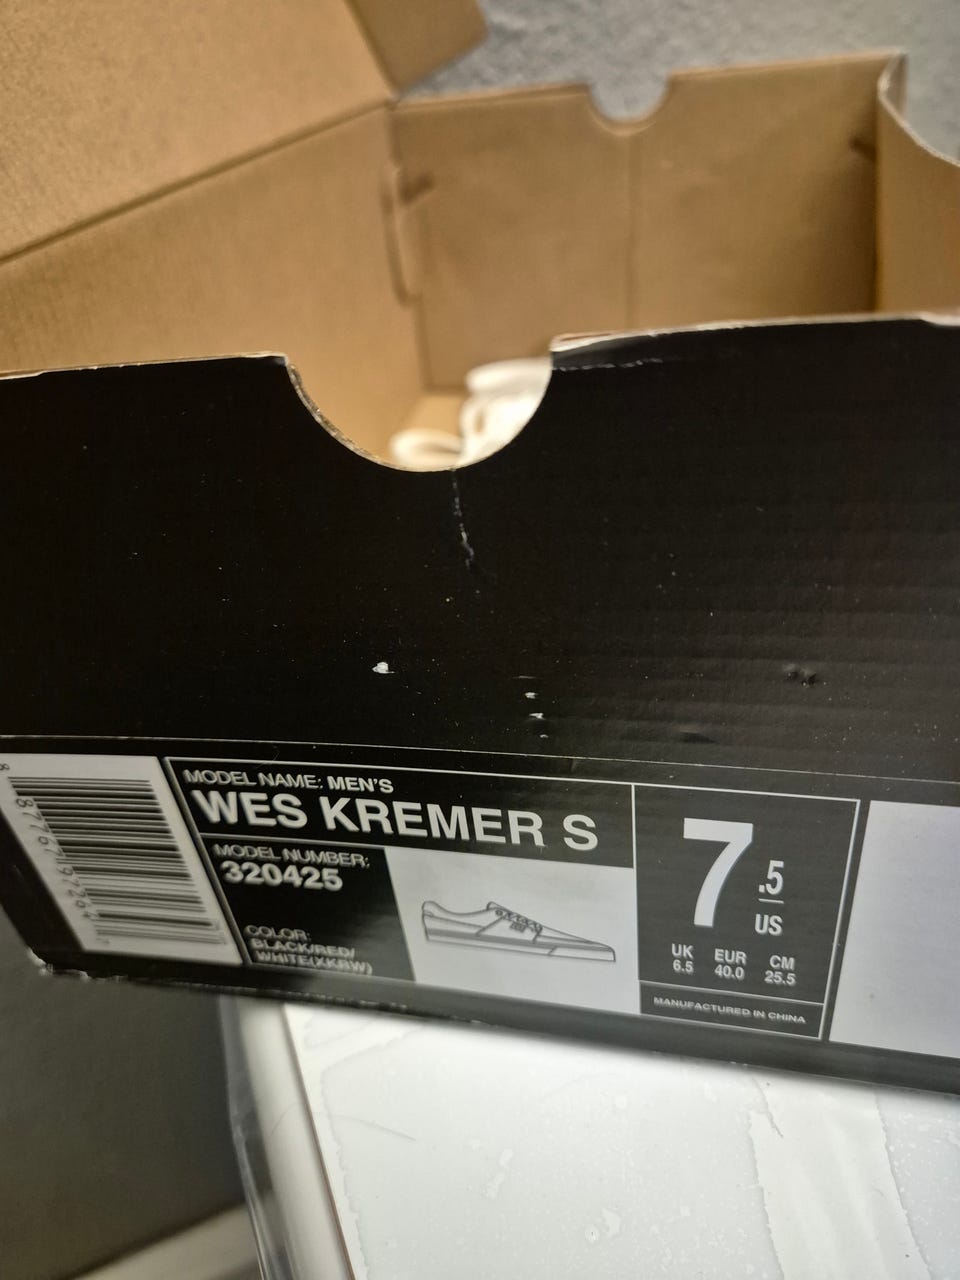 MODEL NAME: MEN'S
WES KREMER S
MODEL NUMBER:
320425
COLOR:
BLACK/RED/
WHITE(XKRW)
7.5
US
UK EUR CM
6.5 40.0 25.5
MANUFACTURED IN CHINA